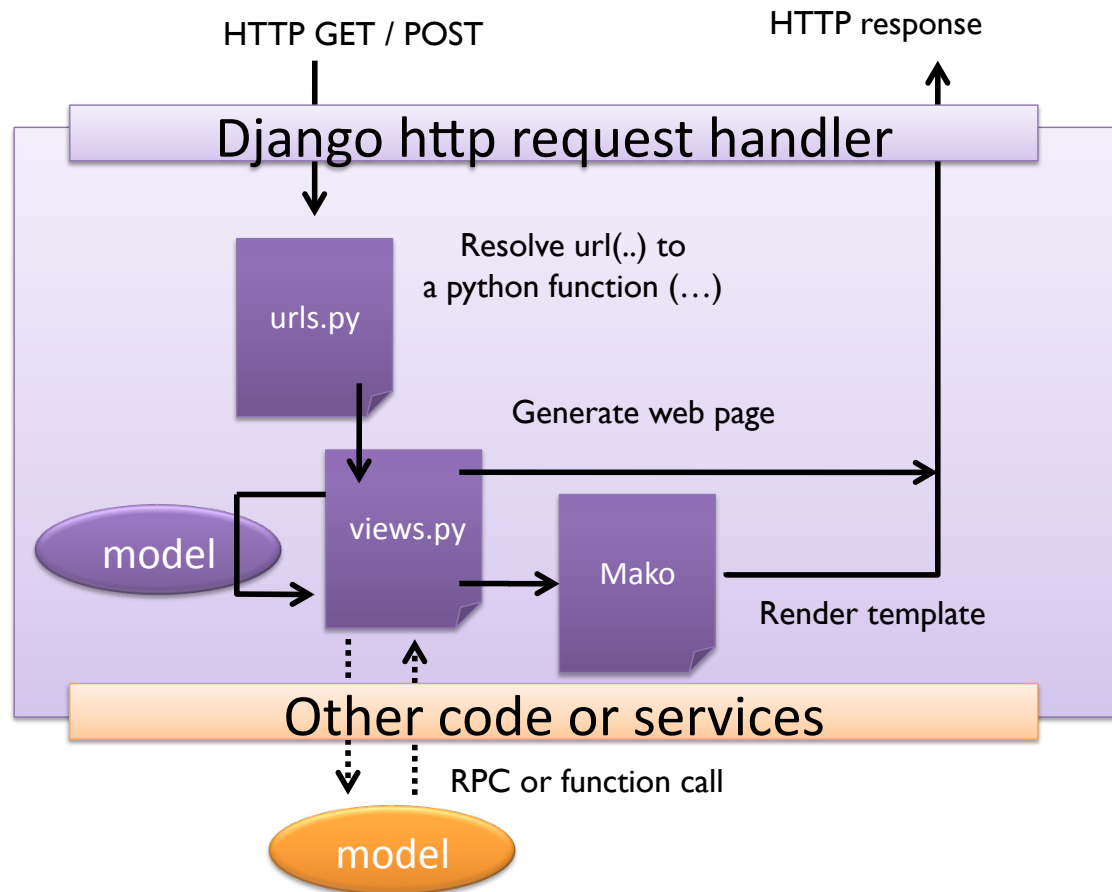 HTTP GET / POST
HTTP response
Django http request handler
Resolve url(..) to
a python function (…)
urls.py
Generate web page
views.py
model
Mako
Render template
Other code or services
RPC or function call
model